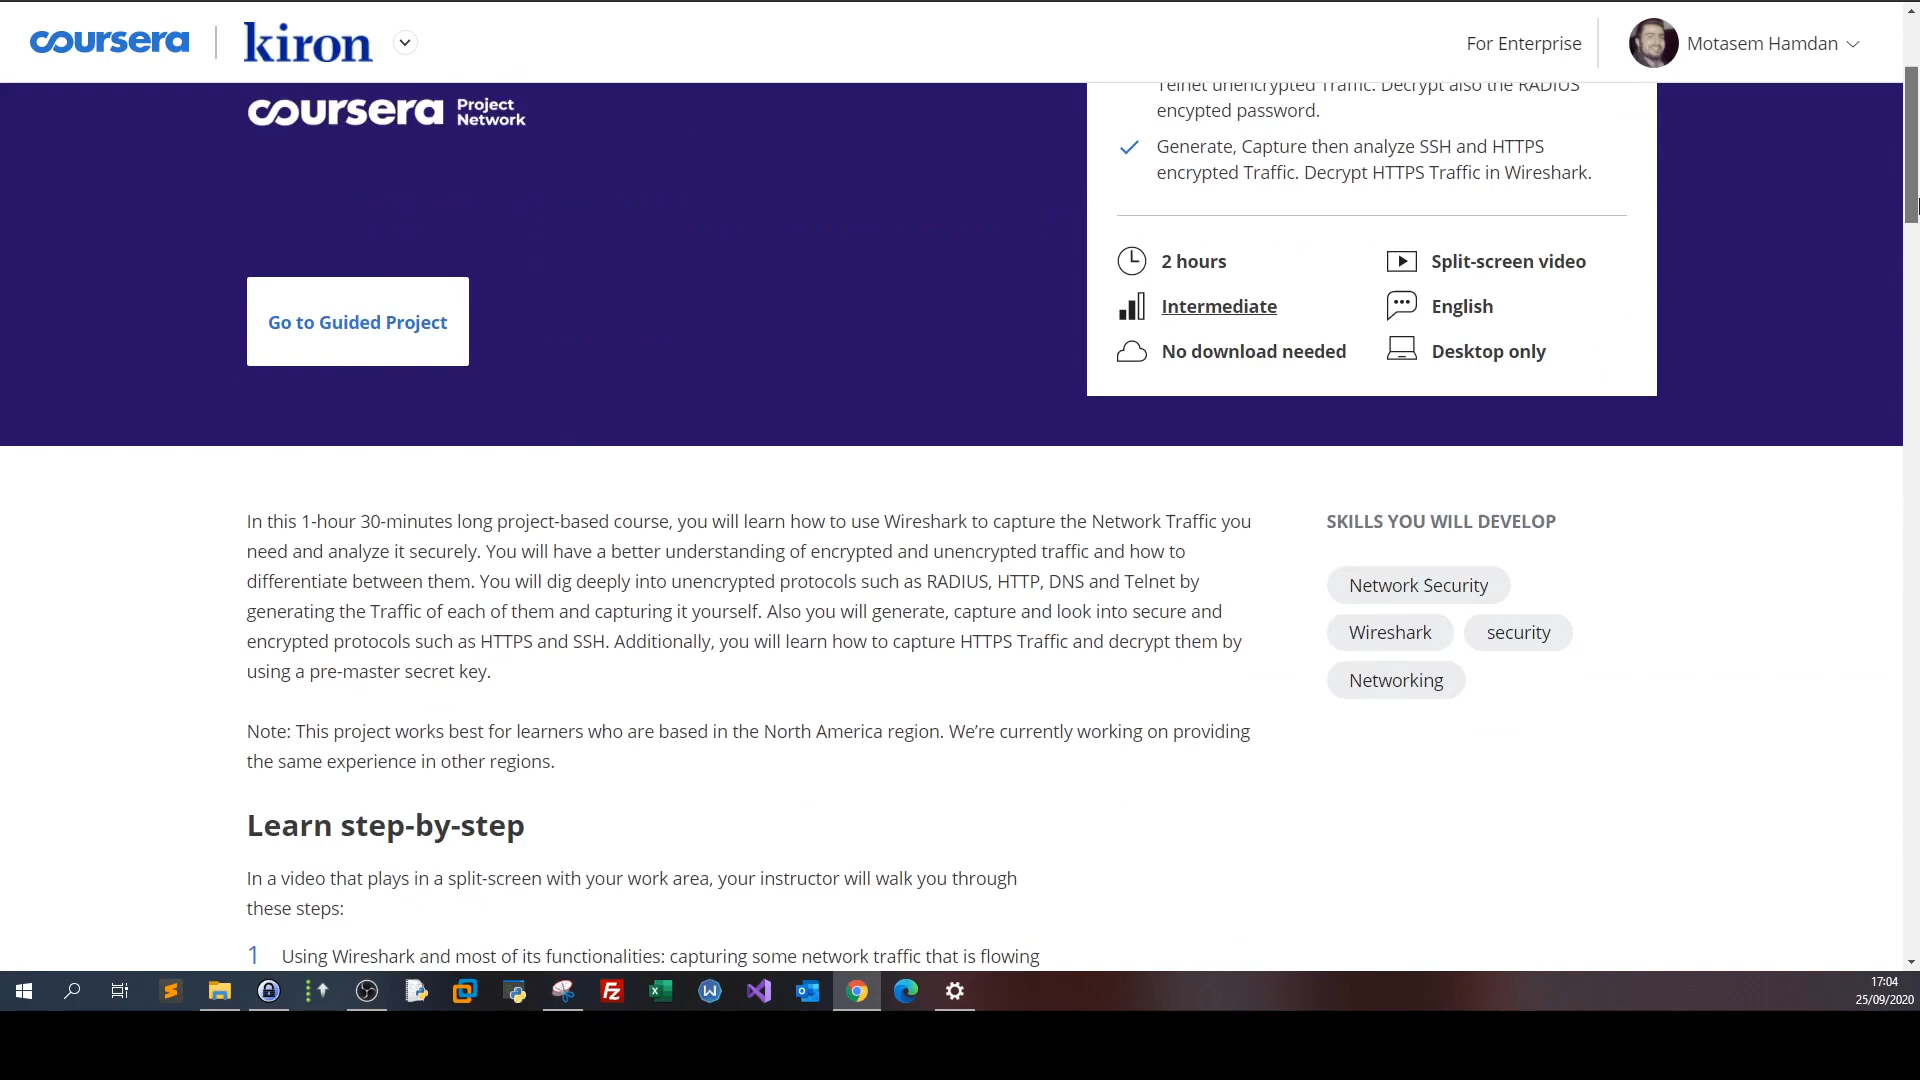 coursera
kiron
For Enterprise
Motasem Hamdan
coursera Project
Network
Telnet unencrypted Traffic. Decrypt also the RADIUS
encypted password.
Generate, Capture then analyze SSH and HTTPS
encrypted Traffic. Decrypt HTTPS Traffic in Wireshark.
2 hours
Split-screen video
Intermediate
English
No download needed
Desktop only
Go to Guided Project
In this 1-hour 30-minutes long project-based course, you will learn how to use Wireshark to capture the Network Traffic you
need and analyze it securely. You will have a better understanding of encrypted and unencrypted traffic and how to
differentiate between them. You will dig deeply into unencrypted protocols such as RADIUS, HTTP, DNS and Telnet by
generating the Traffic of each of them and capturing it yourself. Also you will generate, capture and look into secure and
encrypted protocols such as HTTPS and SSH. Additionally, you will learn how to capture HTTPS Traffic and decrypt them by
using a pre-master secret key.
Note: This project works best for learners who are based in the North America region. We're currently working on providing
the same experience in other regions.
SKILLS YOU WILL DEVELOP
Network Security
Wireshark
security
Networking
Learn step-by-step
In a video that plays in a split-screen with your work area, your instructor will walk you through
these steps:
1 Using Wireshark and most of its functionalities: capturing some network traffic that is flowing
17:04
25/09/2020